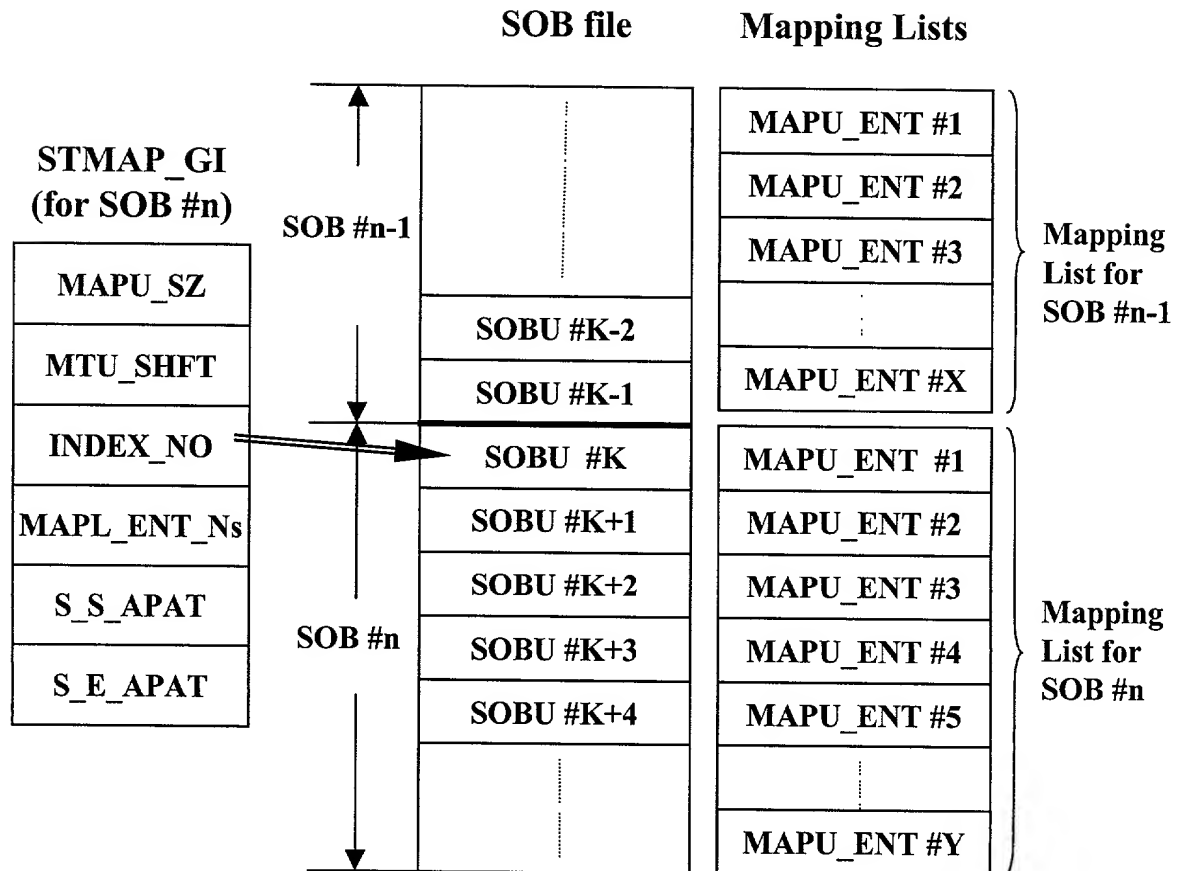 SOB file
Mapping Lists
STMAP_GI
(for SOB #n)
MAPU_SZ
MTU_SHFT
INDEX_NO
MAPL_ENT_Ns
S_S_APAT
S_E_APAT
SOB #n-1
SOB #n
SOBU #K-2
SOBU #K-1
SOBU #K
SOBU #K+1
SOBU #K+2
SOBU #K+3
SOBU #K+4
MAPU_ENT #1
MAPU_ENT #2
MAPU_ENT #3
MAPU_ENT #X
MAPU_ENT #1
MAPU_ENT #2
MAPU_ENT #3
MAPU_ENT #4
MAPU_ENT #5
MAPU_ENT #Y
Mapping
List for
SOB #n-1
Mapping
List for
SOB #n